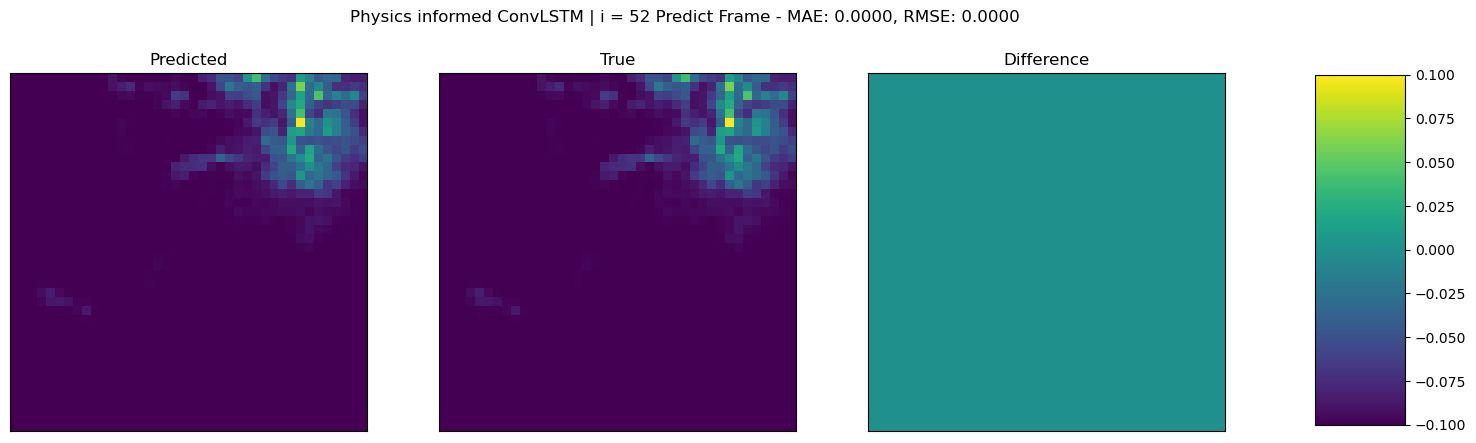 Physics informed ConvLSTM | i = 52 Predict Frame - MAE: 0.0000, RMSE: 0.0000
Predicted
True
Difference
0.100
0.075
0.050
0.025
0.000
−0.025
−0.050
−0.075
−0.100